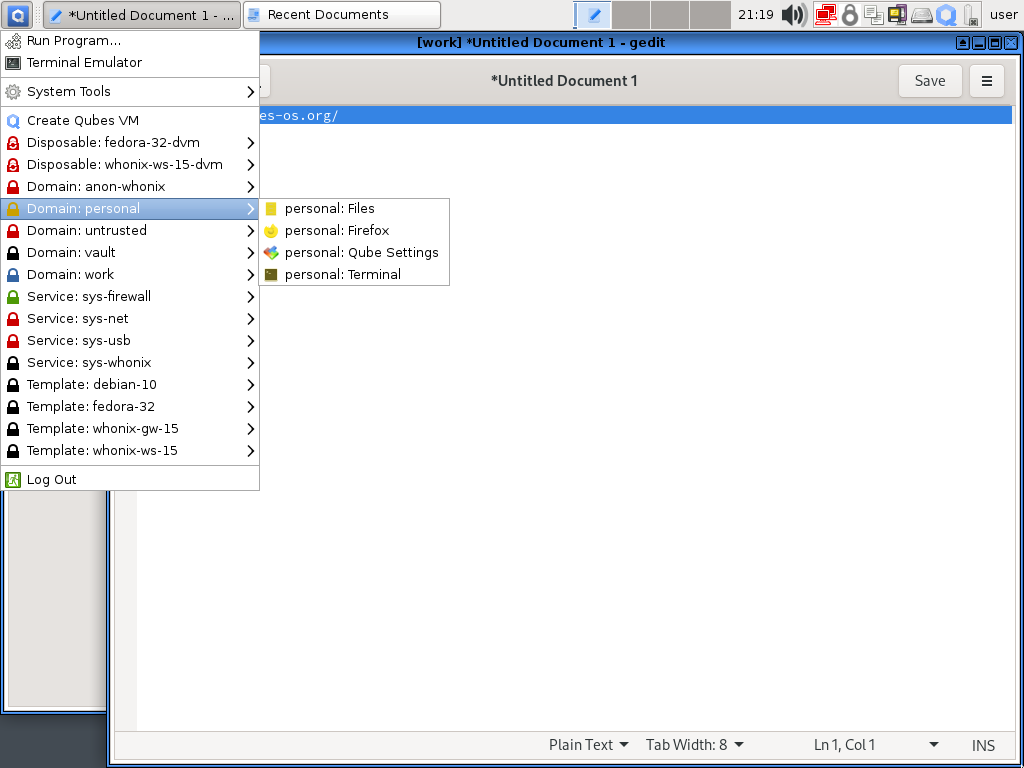 *Untitled Document 1 - ...
Recent Documents
21:19
user
Run Program...
Terminal Emulator
System Tools
Create Qubes VM
Disposable: fedora-32-dvm
Disposable: whonix-ws-15-dvm
Domain: anon-whonix
Domain: personal
Domain: untrusted
Domain: vault
Domain: work
Service: sys-firewall
Service: sys-net
Service: sys-usb
Service: sys-whonix
Template: debian-10
Template: fedora-32
Template: whonix-gw-15
Template: whonix-ws-15
Log Out
personal: Files
personal: Firefox
personal: Qube Settings
personal: Terminal
[work] *Untitled Document 1 - gedit
*Untitled Document 1
Save
es-os.org/
Plain Text
Tab Width: 8
Ln 1, Col 1
INS